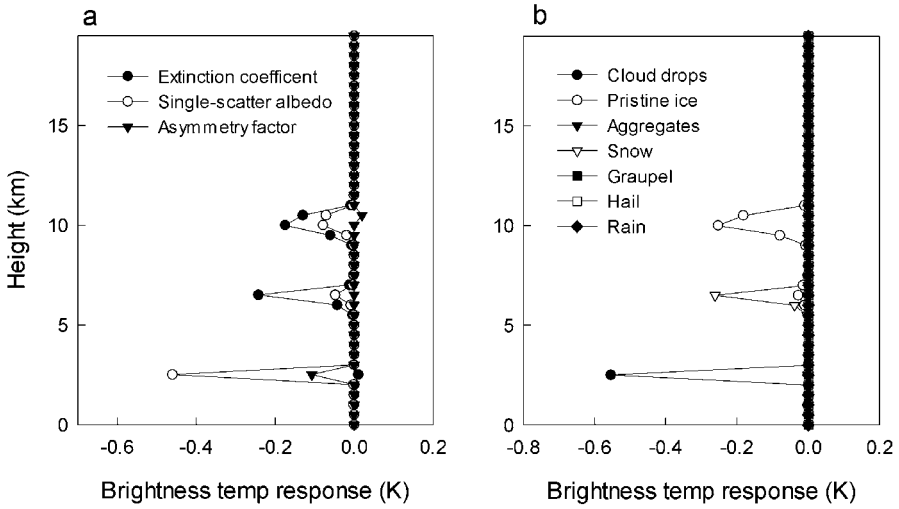 a
Extinction coefficent
Single-scatter albedo
Asymmetry factor
Height (km)
15
10
5
0
-0.6 -0.4 -0.2 0.0 0.2
Brightness temp response (K)
b
Cloud drops
Pristine ice
Aggregates
Snow
Graupel
Hail
Rain
15
10
5
0
-0.8 -0.6 -0.4 -0.2 0.0 0.2
Brightness temp response (K)